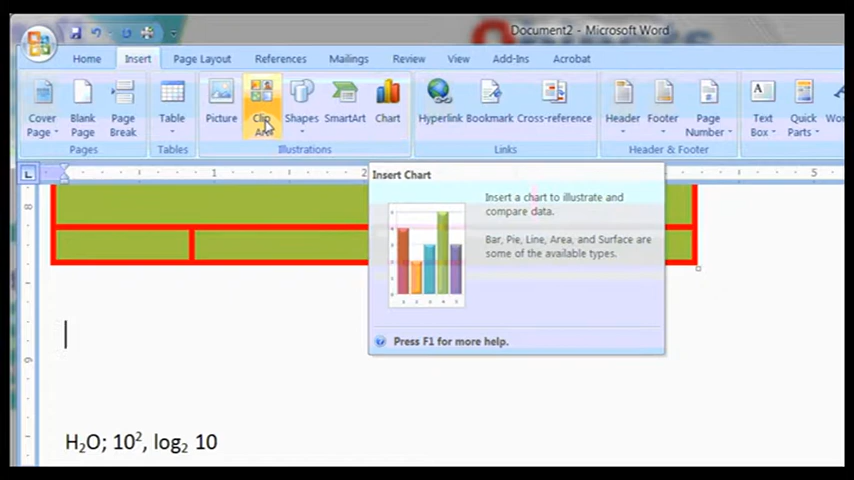 Document2 - Microsoft Word
Home Insert Page Layout References Mailings Review View Add-Ins Acrobat
Cover Page Blank Page Page Break Table Picture Clip Art Shapes SmartArt Chart Hyperlink Bookmark Cross-reference Header Footer Page Number Text Box Quick Parts
Pages Tables Illustrations Links Header & Footer
1 2 5
Insert Chart
Insert a chart to illustrate and
compare data.
Bar, Pie, Line, Area, and Surface are
some of the available types.
Press F1 for more help.
H₂O; 10², log₂ 10